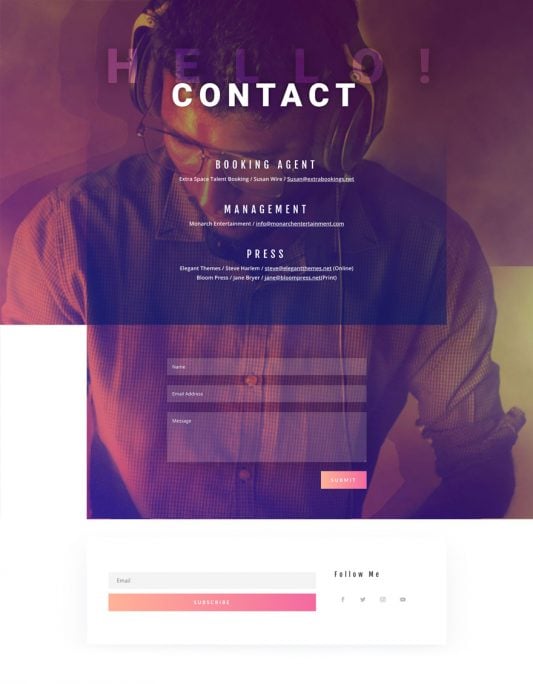 HELLO!
CONTACT
BOOKING AGENT
Extra Space Talent Booking / Susan Wire / Susan@extrabookings.net
MANAGEMENT
Monarch Entertainment / info@monarchentertainment.com
PRESS
Elegant Themes / Steve Harlem / steve@elegantthemes.net (Online)
Bloom Press / Jane Bryer / jane@bloompress.net(Print)
Name
Email Address
Message
SUBMIT
Follow Me
Email
SUBSCRIBE